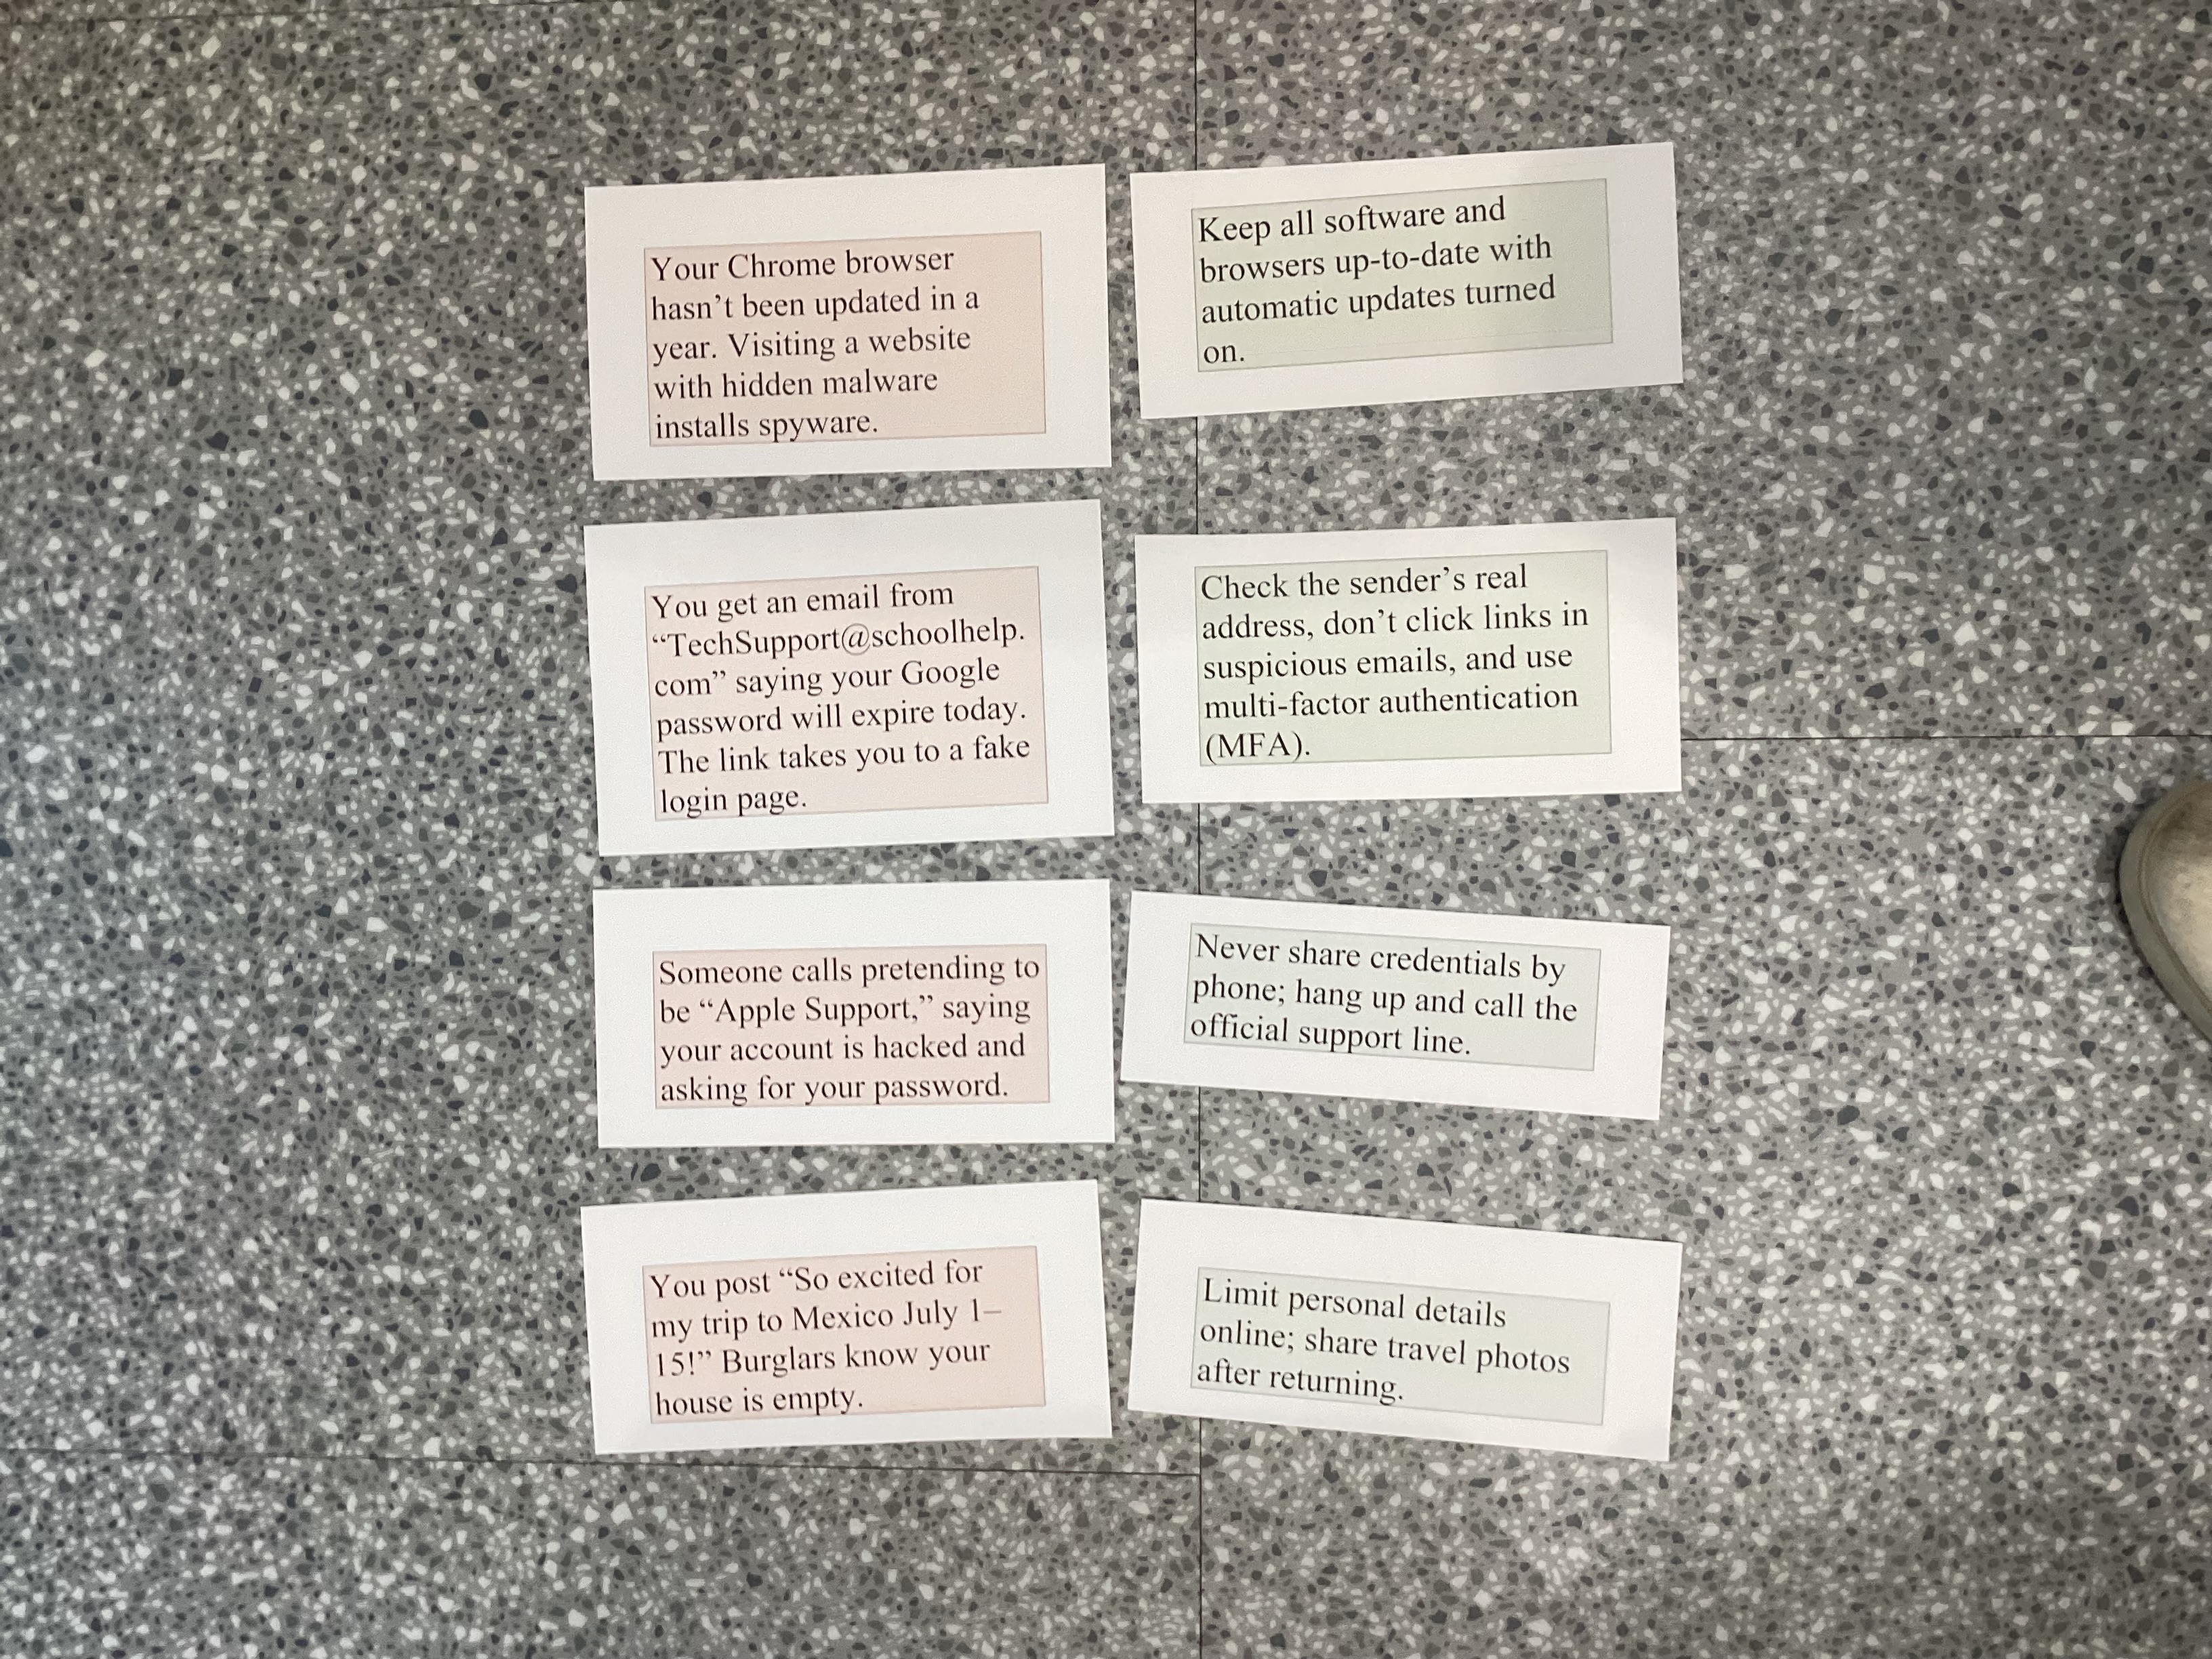 Your Chrome browser
hasn't been updated in a
year. Visiting a website
with hidden malware
installs spyware.
Keep all software and
browsers up-to-date with
automatic updates turned
on.
You get an email from
“TechSupport@schoolhelp.
com” saying your Google
password will expire today.
The link takes you to a fake
login page.
Check the sender’s real
address, don’t click links in
suspicious emails, and use
multi-factor authentication
(MFA).
Someone calls pretending to
be “Apple Support,” saying
your account is hacked and
asking for your password.
Never share credentials by
phone; hang up and call the
official support line.
You post “So excited for
my trip to Mexico July 1–
15!” Burglars know your
house is empty.
Limit personal details
online; share travel photos
after returning.